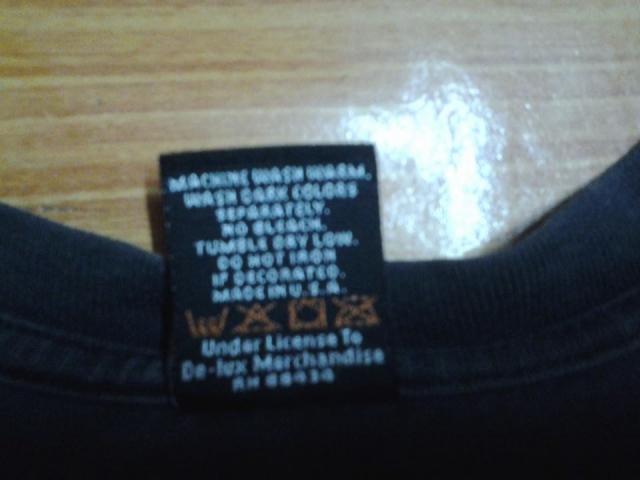 MACHINE WASH WARM.
WASH DARK COLORS
SEPARATELY.
NO BLEACH.
TUMBLE DRY LOW.
DO NOT IRON
IF DECORATED.
MADE IN U.S.A.
Under License To
De-lux Merchandise